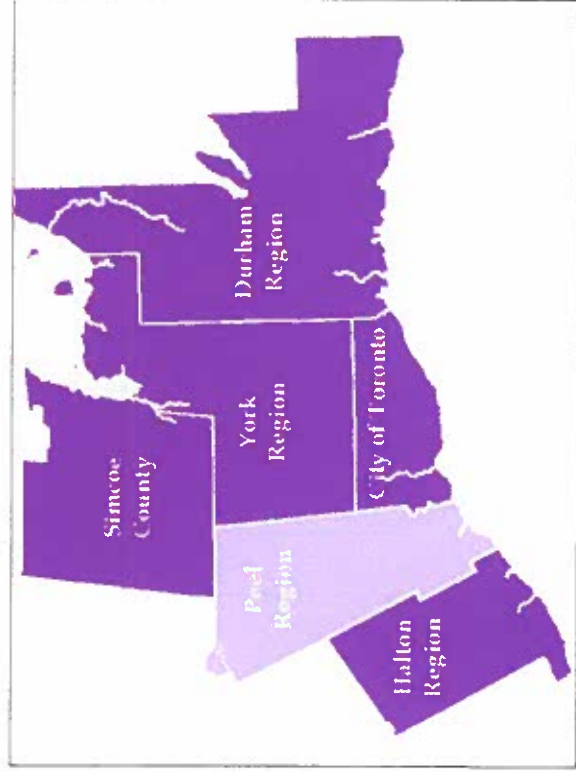 Simcoe
County
Durham
Region
York
Region
City of Toronto
Peel
Region
Halton
Region